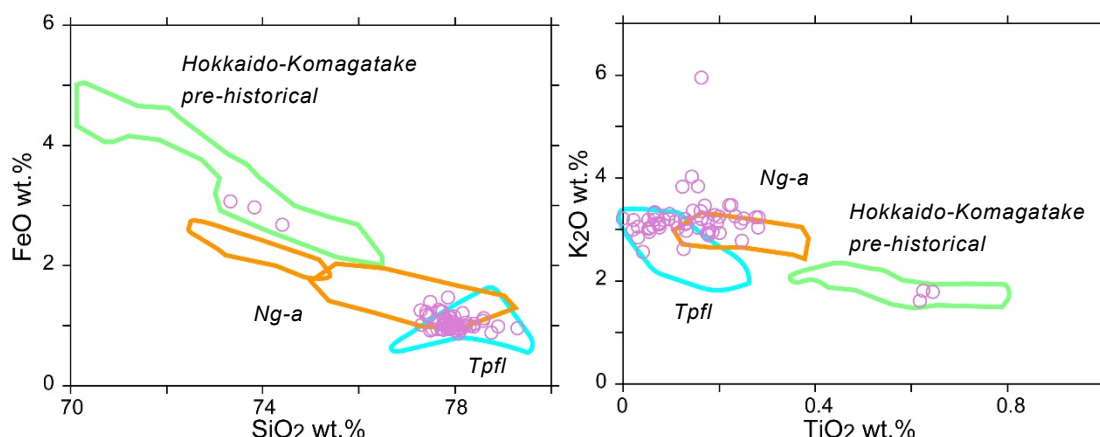 6
4
2
0
FeO wt.%
Hokkaido-Komagatake
pre-historical
Ng-a
Tpfl
70
74
78
SiO2 wt.%
6
4
2
0
K2O wt.%
Ng-a
Hokkaido-Komagatake
pre-historical
Tpfl
0
0.4
0.8
TiO2 wt.%